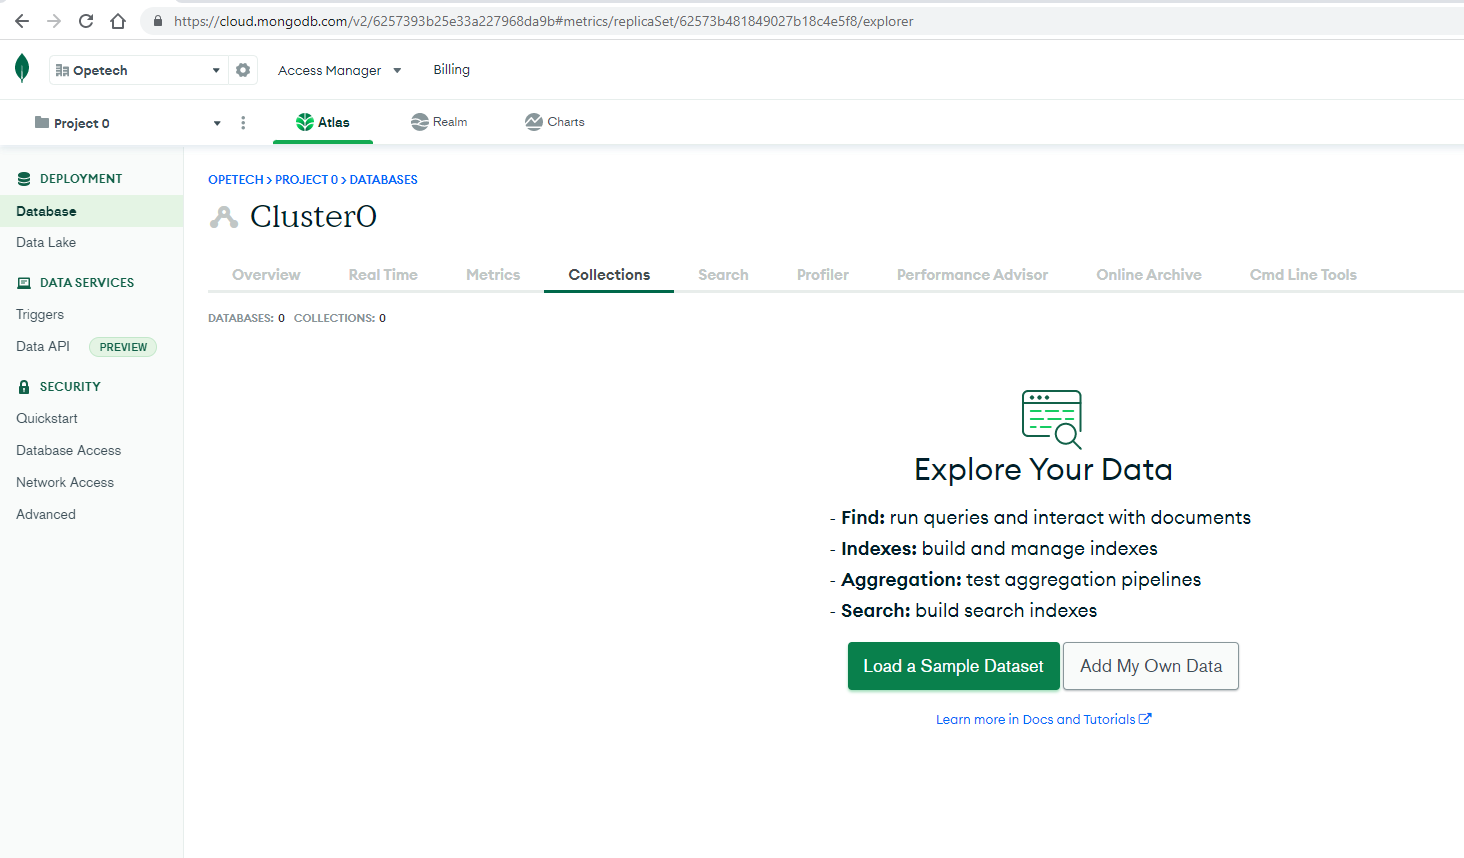 https://cloud.mongodb.com/v2/6257393b25e33a227968da9b#metrics/replicaSet/62573b481849027b18c4e5f8/explorer
Opetech Access Manager Billing
Project 0 Atlas Realm Charts
DEPLOYMENT
Database
Data Lake
DATA SERVICES
Triggers
Data API PREVIEW
SECURITY
Quickstart
Database Access
Network Access
Advanced
OPETECH > PROJECT 0 > DATABASES
Cluster0
Overview Real Time Metrics Collections Search Profiler Performance Advisor Online Archive Cmd Line Tools
DATABASES: 0 COLLECTIONS: 0
Explore Your Data
- Find: run queries and interact with documents
- Indexes: build and manage indexes
- Aggregation: test aggregation pipelines
- Search: build search indexes
Load a Sample Dataset Add My Own Data
Learn more in Docs and Tutorials